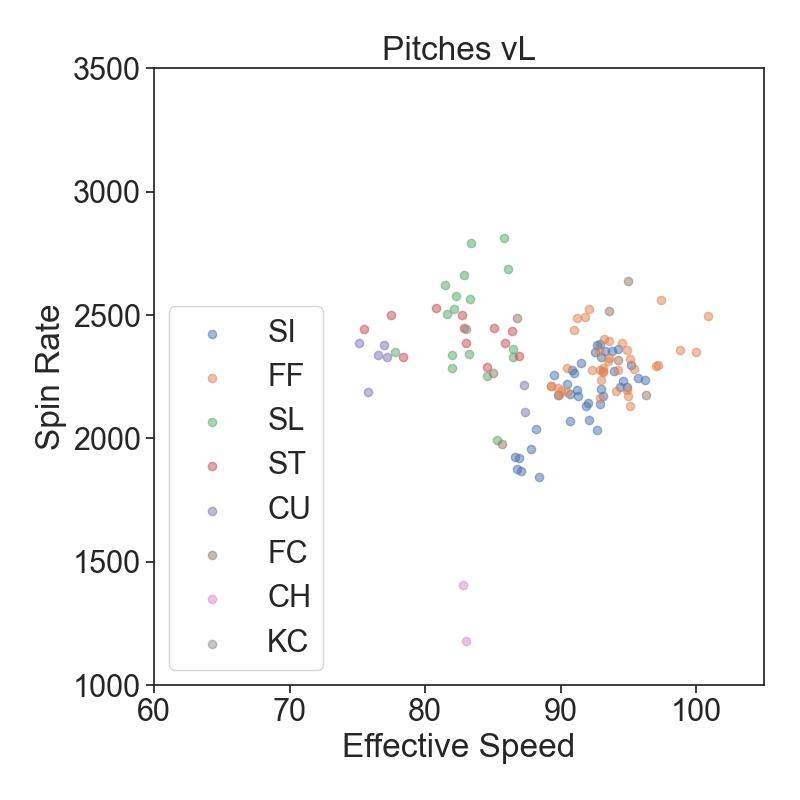 Pitches vL
3500
3000
2500
2000
1500
1000
Spin Rate
SI
FF
SL
ST
CU
FC
CH
KC
60 70 80 90 100
Effective Speed